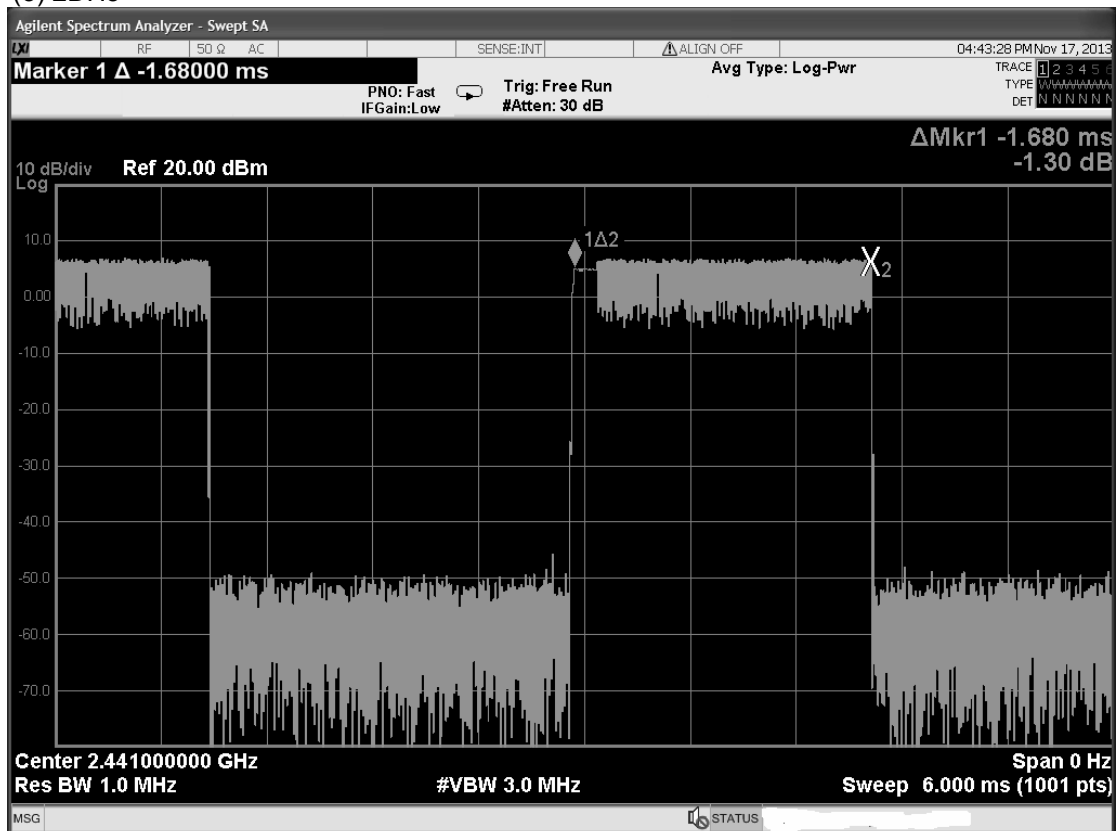 Agilent Spectrum Analyzer - Swept SA
LXI RF 50 Ω AC SENSE:INT ALIGN OFF 04:43:28 PM Nov 17, 2013
Marker 1 Δ -1.68000 ms
Avg Type: Log-Pwr
TRACE 1 2 3 4 5 6
PNO: Fast
Trig: Free Run
TYPE
IFGain:Low
#Atten: 30 dB
DET N N N N N N
ΔMkr1 -1.680 ms
-1.30 dB
10 dB/div Ref 20.00 dBm
Log
10.0
1Δ2
X2
0.00
-10.0
-20.0
-30.0
-40.0
-50.0
-60.0
-70.0
Center 2.441000000 GHz Span 0 Hz
Res BW 1.0 MHz #VBW 3.0 MHz Sweep 6.000 ms (1001 pts)
MSG STATUS